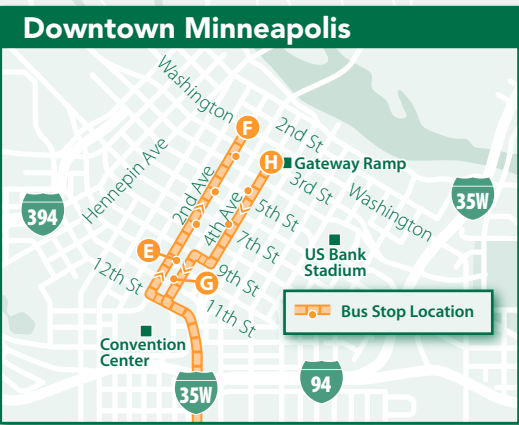 Downtown Minneapolis
Washington
F
2nd St
H
Gateway Ramp
Hennepin Ave
2nd Ave
3rd St
Washington
35W
394
4th Ave
5th St
7th St
E
US Bank
Stadium
12th St
G
9th St
11th St
Bus Stop Location
Convention
Center
35W
94